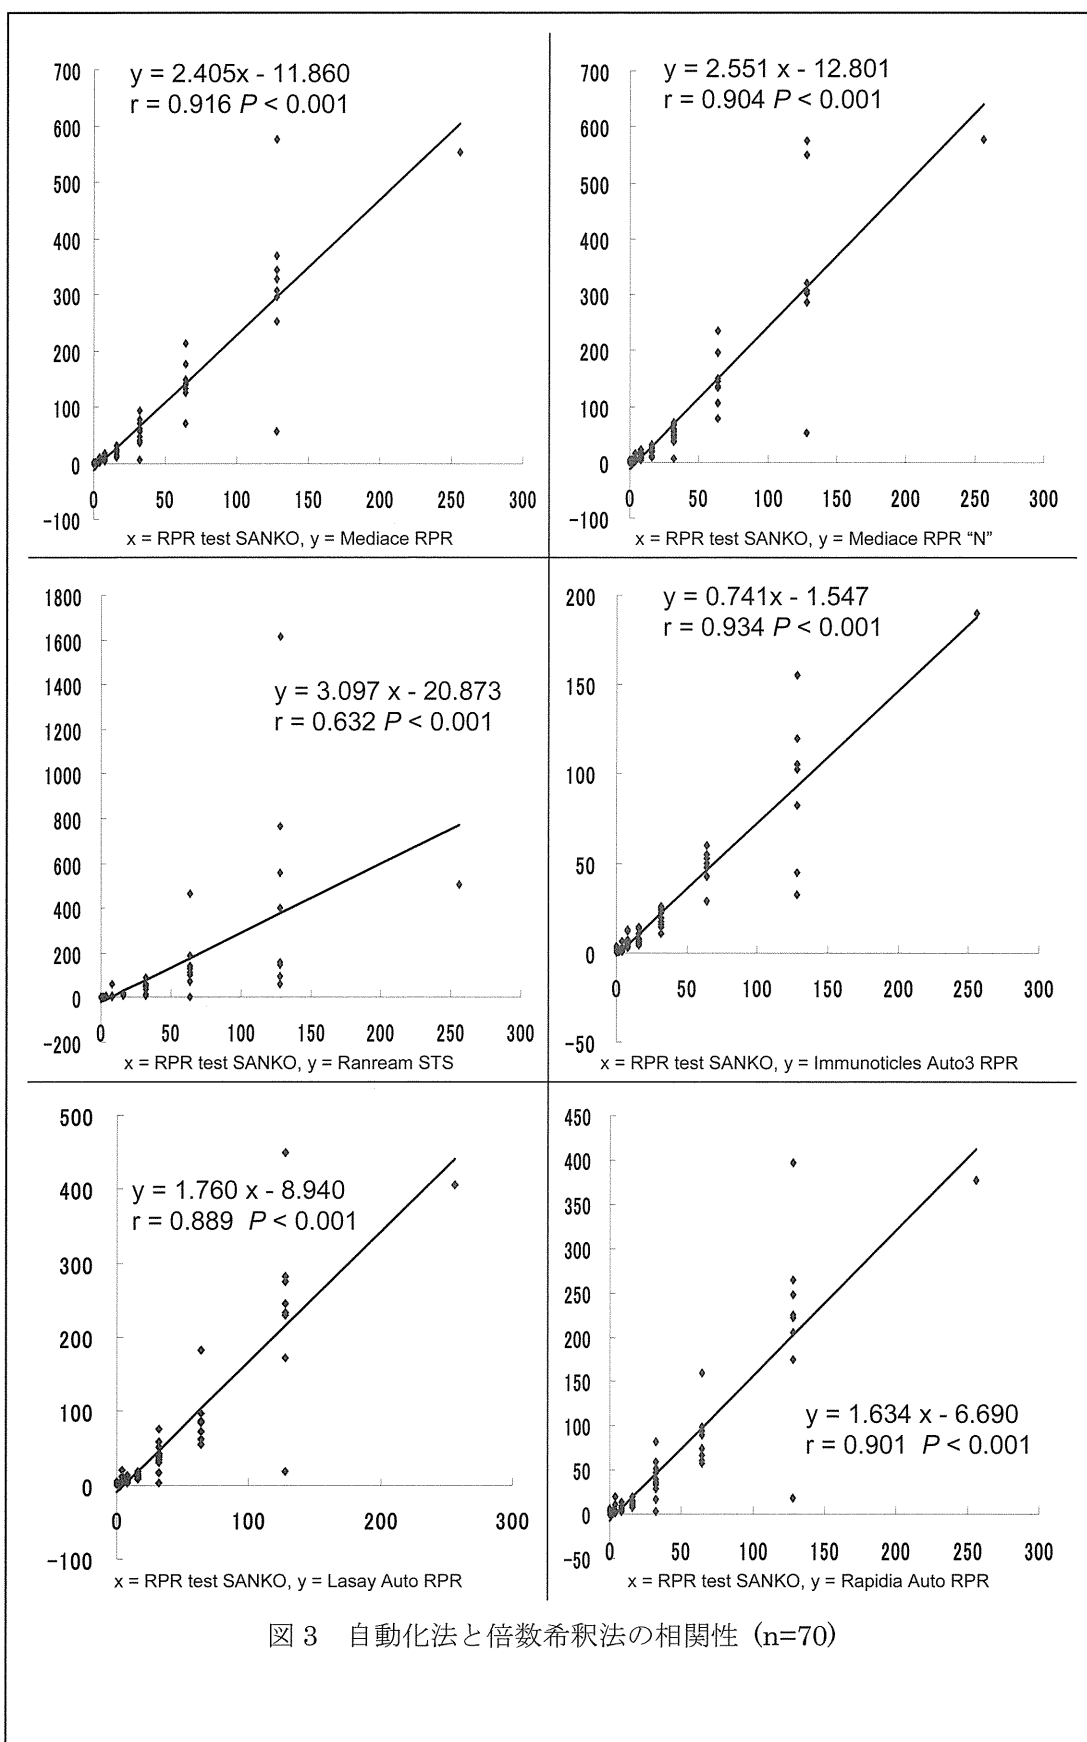 y = 2.405x - 11.860
r = 0.916 P < 0.001
700
600
500
400
300
200
100
0
-100
0 50 100 150 200 250 300
x = RPR test SANKO, y = Mediace RPR
y = 2.551 x - 12.801
r = 0.904 P < 0.001
700
600
500
400
300
200
100
0
-100
0 50 100 150 200 250 300
x = RPR test SANKO, y = Mediace RPR “N”
1800
1600
1400
1200
1000
800
600
400
200
0
-200
y = 3.097 x - 20.873
r = 0.632 P < 0.001
0 50 100 150 200 250 300
x = RPR test SANKO, y = Ranream STS
y = 0.741x - 1.547
r = 0.934 P < 0.001
200
150
100
50
0
-50
0 50 100 150 200 250 300
x = RPR test SANKO, y = Immunoticles Auto3 RPR
500
400
300
200
100
0
-100
y = 1.760 x - 8.940
r = 0.889 P < 0.001
0 100 200 300
x = RPR test SANKO, y = Lasay Auto RPR
450
400
350
300
250
200
150
100
50
0
-50
y = 1.634 x - 6.690
r = 0.901 P < 0.001
0 50 100 150 200 250 300
x = RPR test SANKO, y = Rapidia Auto RPR
図 3 自動化法と倍数希釈法の相関性 (n=70)